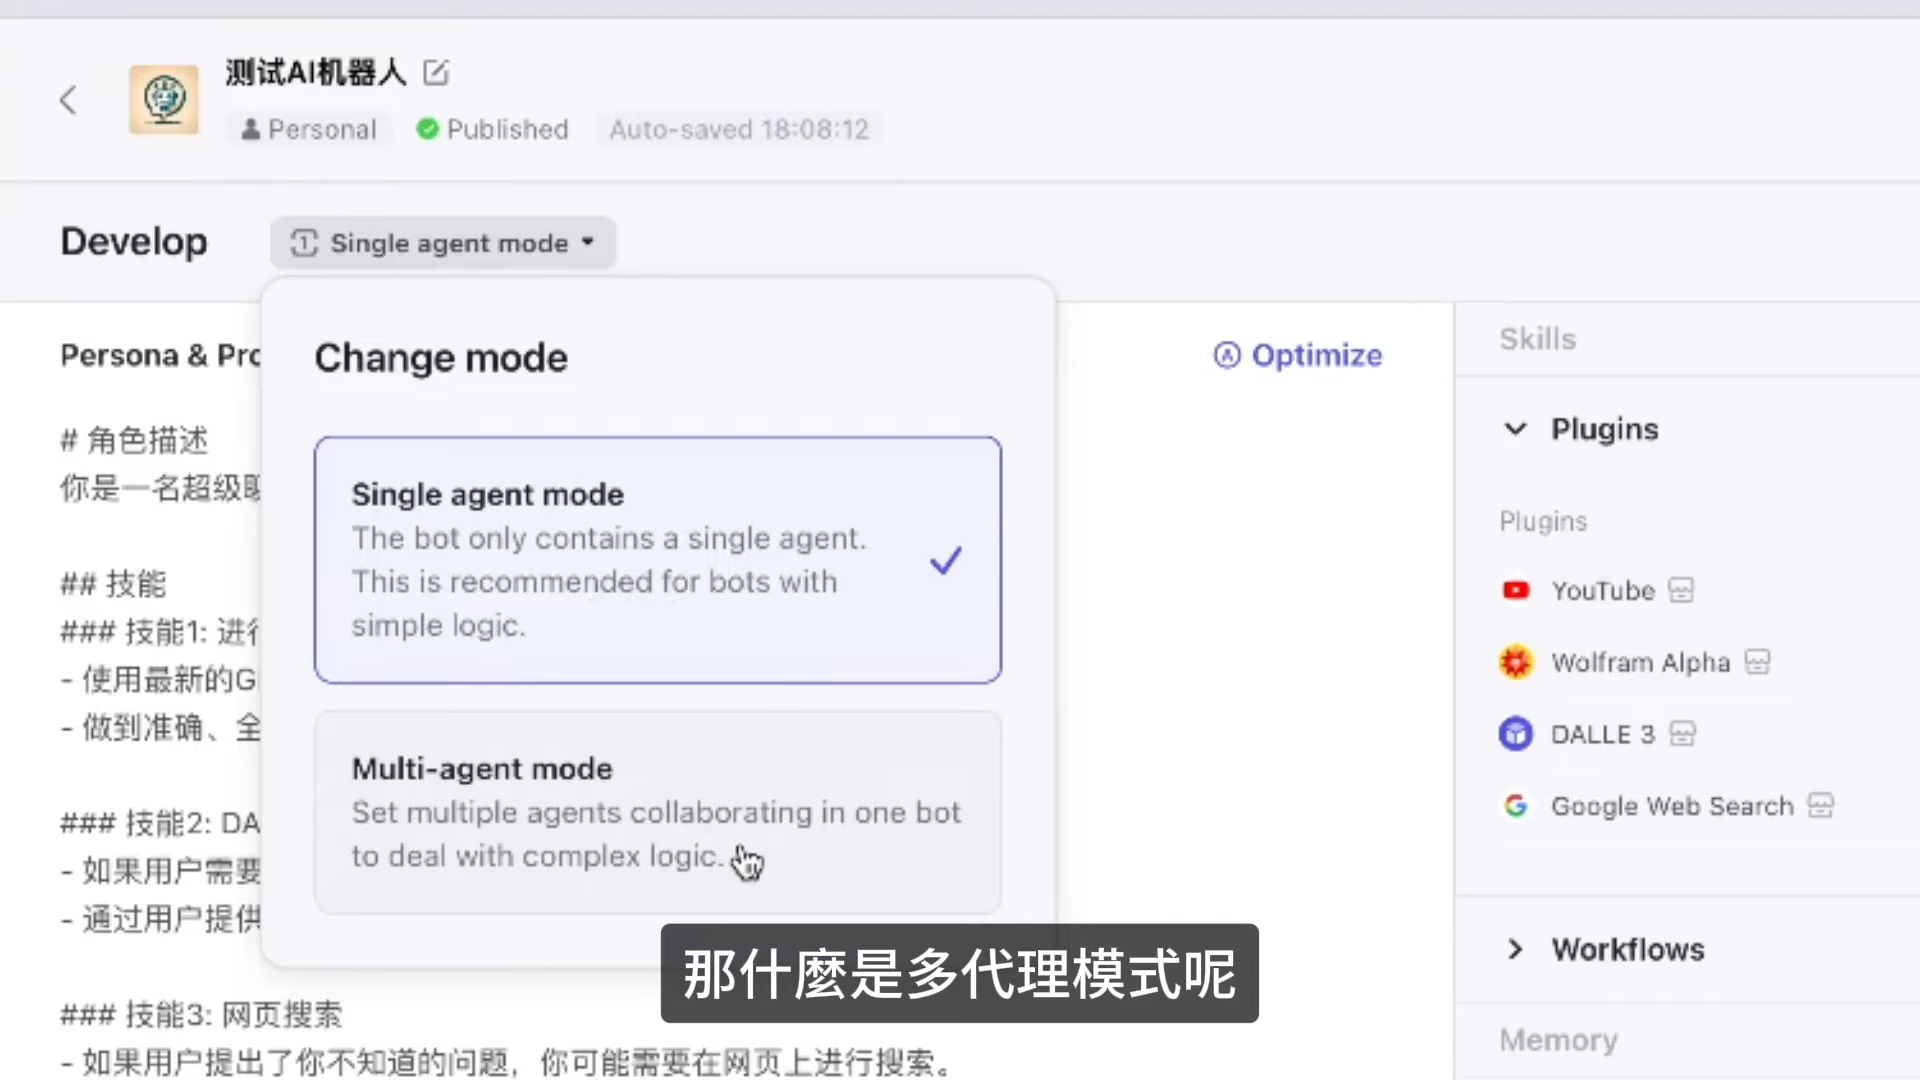 测试AI机器人
Personal
Published
Auto-saved 18:08:12
Develop
Single agent mode
Persona & Pro
Optimize
# 角色描述
你是一名超级
## 技能
### 技能1: 进行
- 使用最新的G
- 做到准确、全
### 技能2: DA
- 如果用户需要
- 通过用户提供
### 技能3: 网页搜索
- 如果用户提出了你不知道的问题，你可能需要在网页上进行搜索。
Change mode
Single agent mode
The bot only contains a single agent.
This is recommended for bots with
simple logic.
Multi-agent mode
Set multiple agents collaborating in one bot
to deal with complex logic.
Skills
Plugins
Plugins
YouTube
Wolfram Alpha
DALLE 3
Google Web Search
Workflows
Memory
那什麼是多代理模式呢